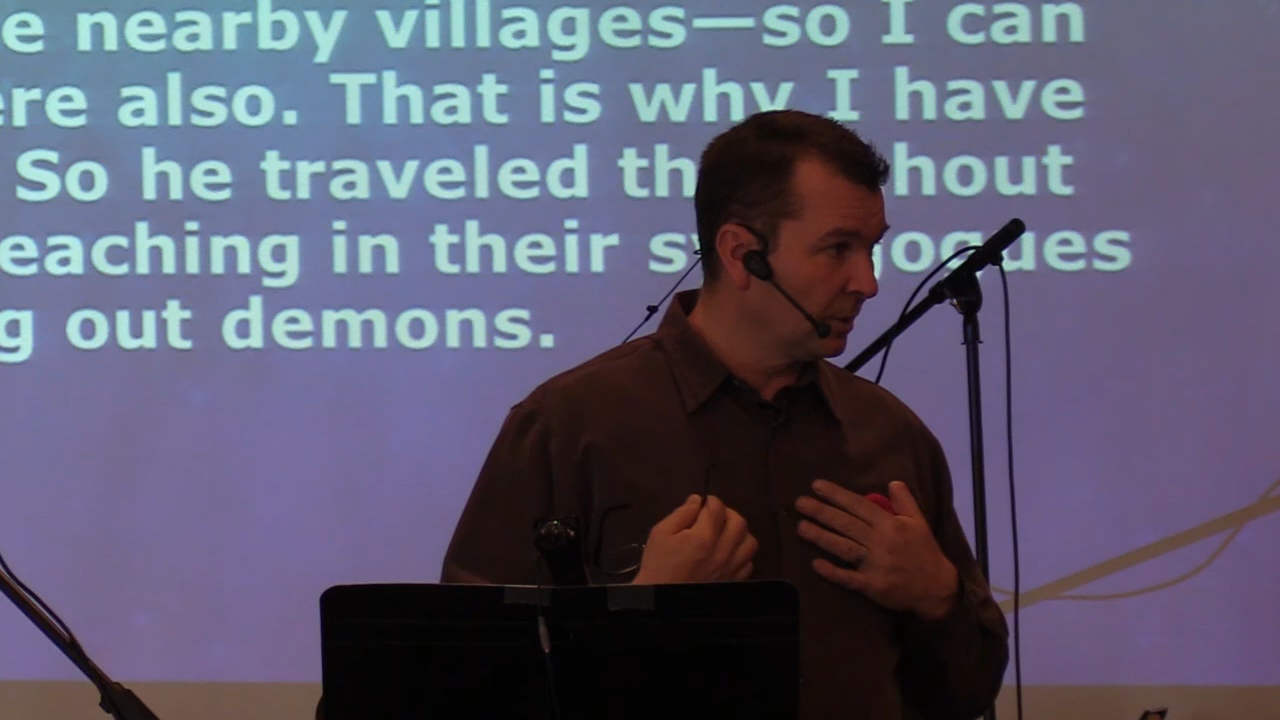 e nearby villages—so I can
ere also. That is why I have
So he traveled th hout
eaching in their s gogues
g out demons.